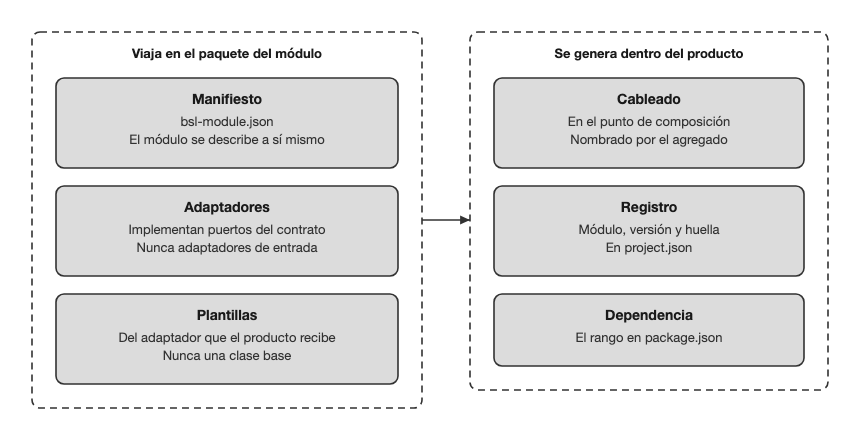 Viaja en el paquete del módulo
Manifiesto
bsl-module.json
El módulo se describe a sí mismo
Adaptadores
Implementan puertos del contrato
Nunca adaptadores de entrada
Plantillas
Del adaptador que el producto recibe
Nunca una clase base
Se genera dentro del producto
Cableado
En el punto de composición
Nombrado por el agregado
Registro
Módulo, versión y huella
En project.json
Dependencia
El rango en package.json